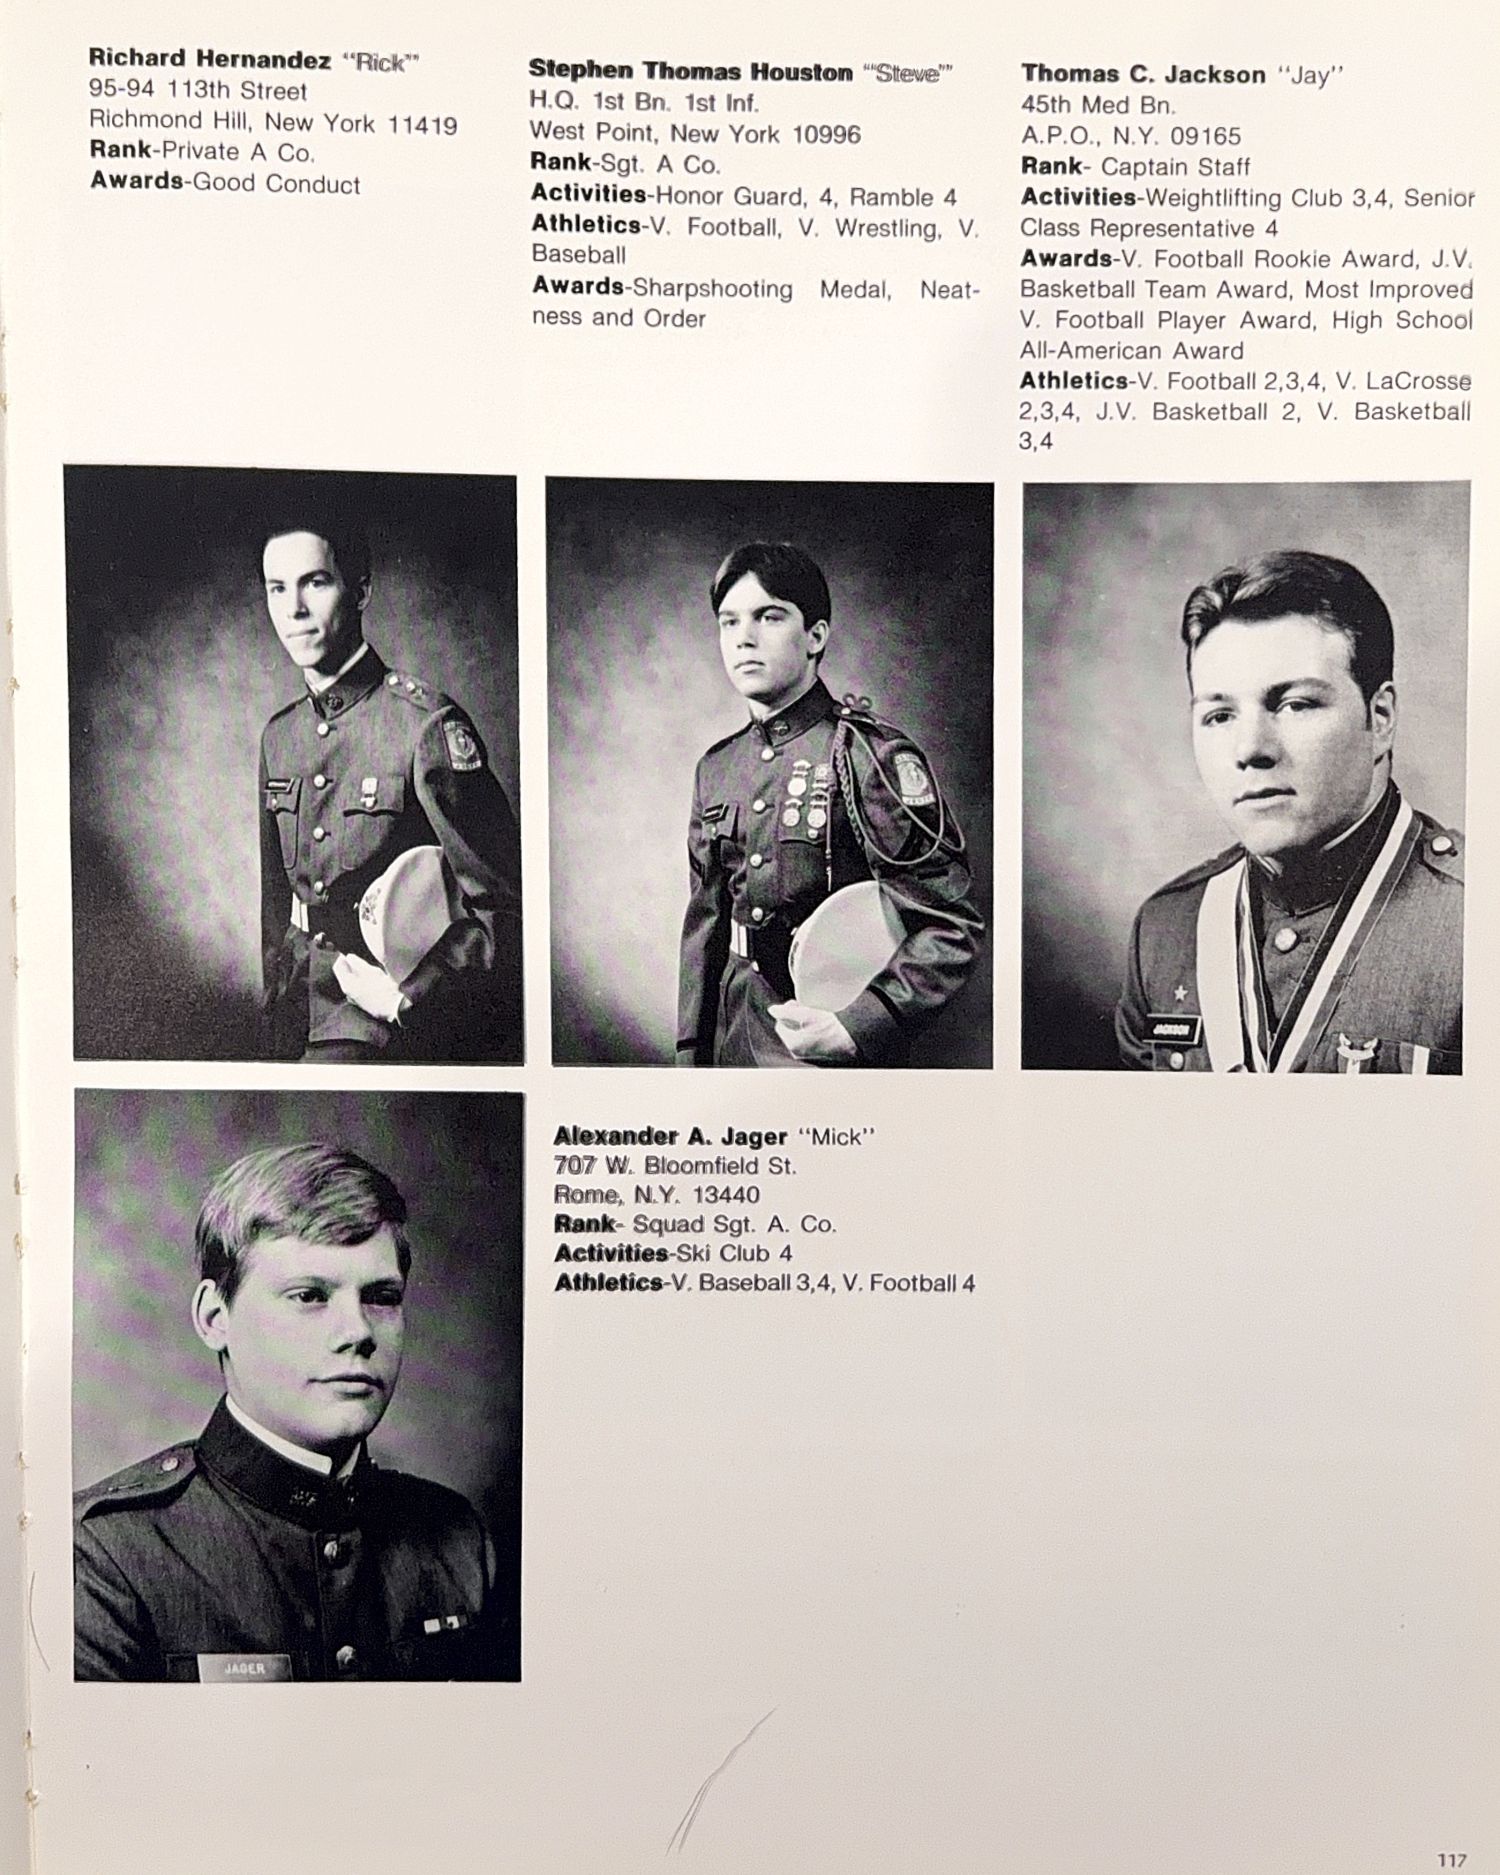 Richard Hernandez "Rick"
95-94 113th Street
Richmond Hill, New York 11419
Rank-Private A Co.
Awards-Good Conduct
Stephen Thomas Houston "Steve"
H.Q. 1st Bn. 1st Inf.
West Point, New York 10996
Rank-Sgt. A Co.
Activities-Honor Guard, 4, Ramble 4
Athletics-V. Football, V. Wrestling, V.
Baseball
Awards-Sharpshooting Medal, Neat-
ness and Order
Thomas C. Jackson "Jay"
45th Med Bn.
A.P.O., N.Y. 09165
Rank- Captain Staff
Activities-Weightlifting Club 3,4, Senior
Class Representative 4
Awards-V. Football Rookie Award, J.V.
Basketball Team Award, Most Improved
V. Football Player Award, High School
All-American Award
Athletics-V. Football 2,3,4, V. LaCrosse
2,3,4, J.V. Basketball 2, V. Basketball
3,4
JACKSON
Alexander A. Jager "Mick"
707 W. Bloomfield St.
Rome, N.Y. 13440
Rank- Squad Sgt. A. Co.
Activities-Ski Club 4
Athletics-V. Baseball 3,4, V. Football 4
JAGER
117